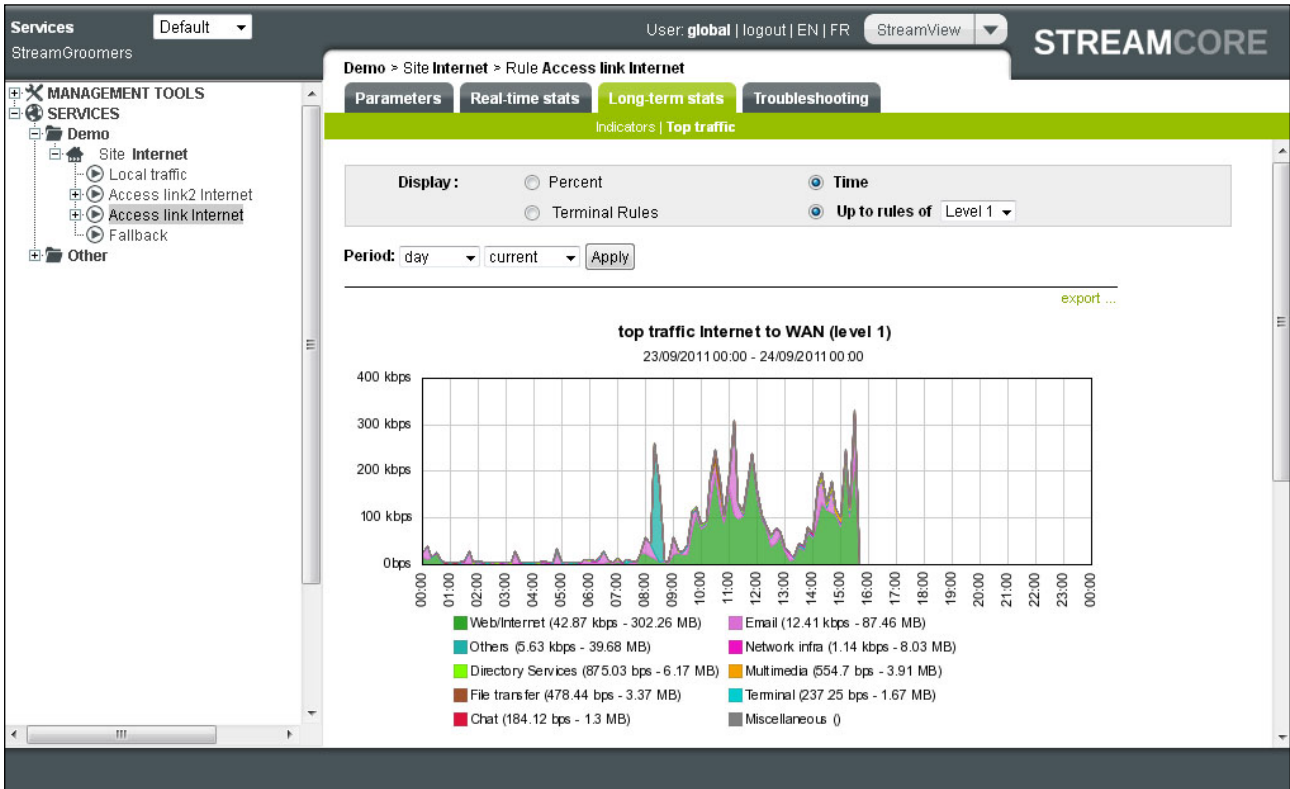 Services Default
StreamGroomers
User: global | logout | EN | FR StreamView
STREAMCORE
Demo > Site Internet > Rule Access link Internet
Parameters Real-time stats Long-term stats Troubleshooting
Indicators | Top traffic
MANAGEMENT TOOLS
SERVICES
Demo
Site Internet
Local traffic
Access link2 Internet
Access link Internet
Fallback
Other
Display : Percent Time
Terminal Rules Up to rules of Level 1
Period: day current Apply
export ...
top traffic Internet to WAN (level 1)
23/09/2011 00:00 - 24/09/2011 00:00
400 kbps
300 kbps
200 kbps
100 kbps
0 bps
00:00 01:00 02:00 03:00 04:00 05:00 06:00 07:00 08:00 09:00 10:00 11:00 12:00 13:00 14:00 15:00 16:00 17:00 18:00 19:00 20:00 21:00 22:00 23:00 00:00
Web/Internet (42.87 kbps - 302.26 MB) Email (12.41 kbps - 87.46 MB)
Others (5.63 kbps - 39.68 MB) Network infra (1.14 kbps - 8.03 MB)
Directory Services (875.03 bps - 6.17 MB) Multimedia (554.7 bps - 3.91 MB)
File transfer (478.44 bps - 3.37 MB) Terminal (237.25 bps - 1.67 MB)
Chat (184.12 bps - 1.3 MB) Miscellaneous ()